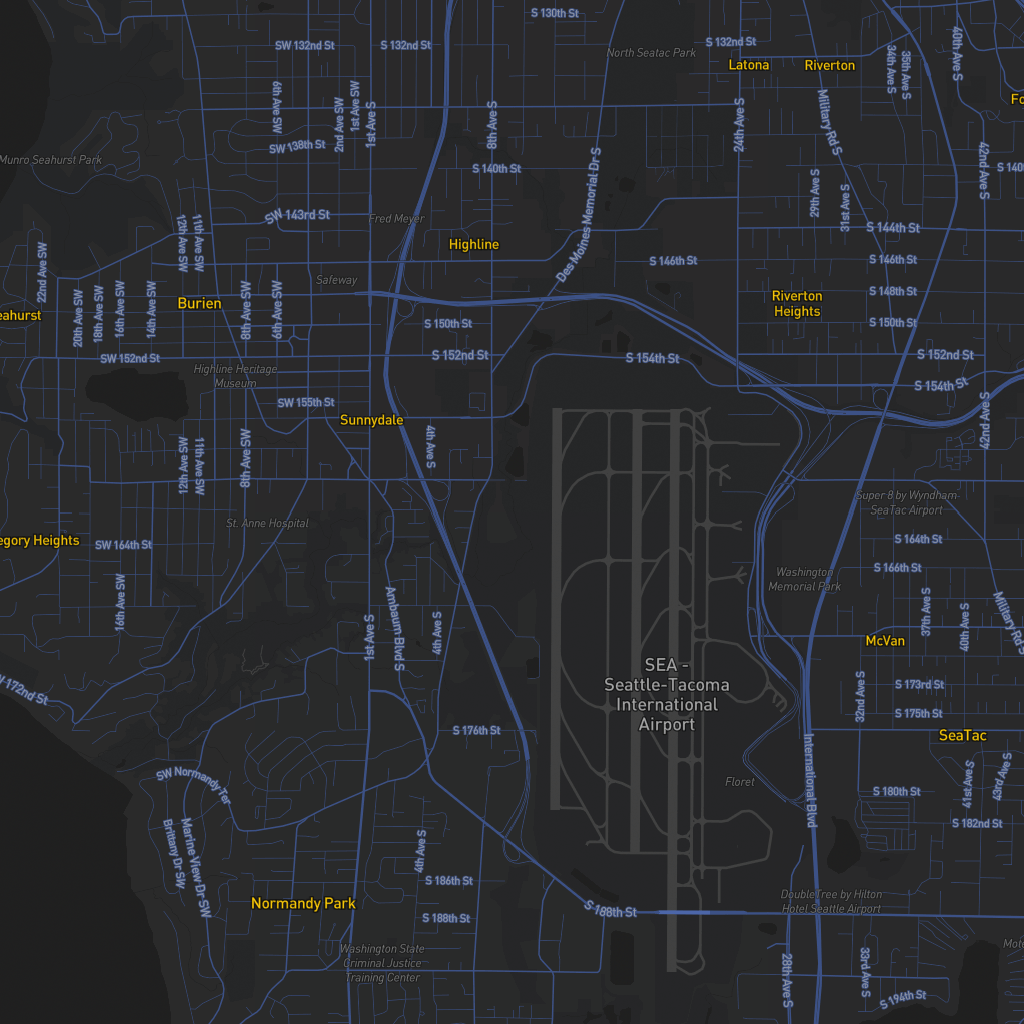 S 130th St
SW 132nd St
S 132nd St
S 132nd St
North Seatac Park
Latona
Riverton
34th Ave S
35th Ave S
40th Ave S
Fo
6th Ave SW
2nd Ave SW
1st Ave SW
1st Ave S
8th Ave S
24th Ave S
Military Rd S
SW 138th St
S 140th St
S 140
42nd Ave S
Munro Seahurst Park
Des Moines Memorial Dr S
29th Ave S
31st Ave S
SW 143rd St
Fred Meyer
S 144th St
12th Ave SW
11th Ave SW
Highline
22nd Ave SW
S 146th St
S 146th St
Safeway
20th Ave SW
18th Ave SW
16th Ave SW
14th Ave SW
Burien
8th Ave SW
6th Ave SW
S 148th St
Riverton
Heights
eahurst
S 150th St
S 150th St
SW 152nd St
S 152nd St
S 154th St
S 152nd St
Highline Heritage
Museum
S 154th St
SW 155th St
Sunnydale
42nd Ave S
4th Ave S
12th Ave SW
11th Ave SW
8th Ave SW
Super 8 by Wyndham
SeaTac Airport
St. Anne Hospital
egory Heights
SW 164th St
S 164th St
S 166th St
Washington
Memorial Park
16th Ave SW
Ambaum Blvd S
1st Ave S
4th Ave S
37th Ave S
40th Ave S
Military Rd S
McVan
SEA -
Seattle-Tacoma
International
Airport
W 172nd St
S 173rd St
32nd Ave S
S 175th St
S 176th St
SeaTac
International Blvd
SW Normandy Ter
Floret
41st Ave S
43rd Ave S
S 180th St
S 182nd St
Brittany Dr SW
Marine View Dr SW
4th Ave S
S 186th St
Normandy Park
DoubleTree by Hilton
Hotel Seattle Airport
S 188th St
S 188th St
Washington State
Criminal Justice
Training Center
Mote
28th Ave S
33rd Ave S
S 194th St